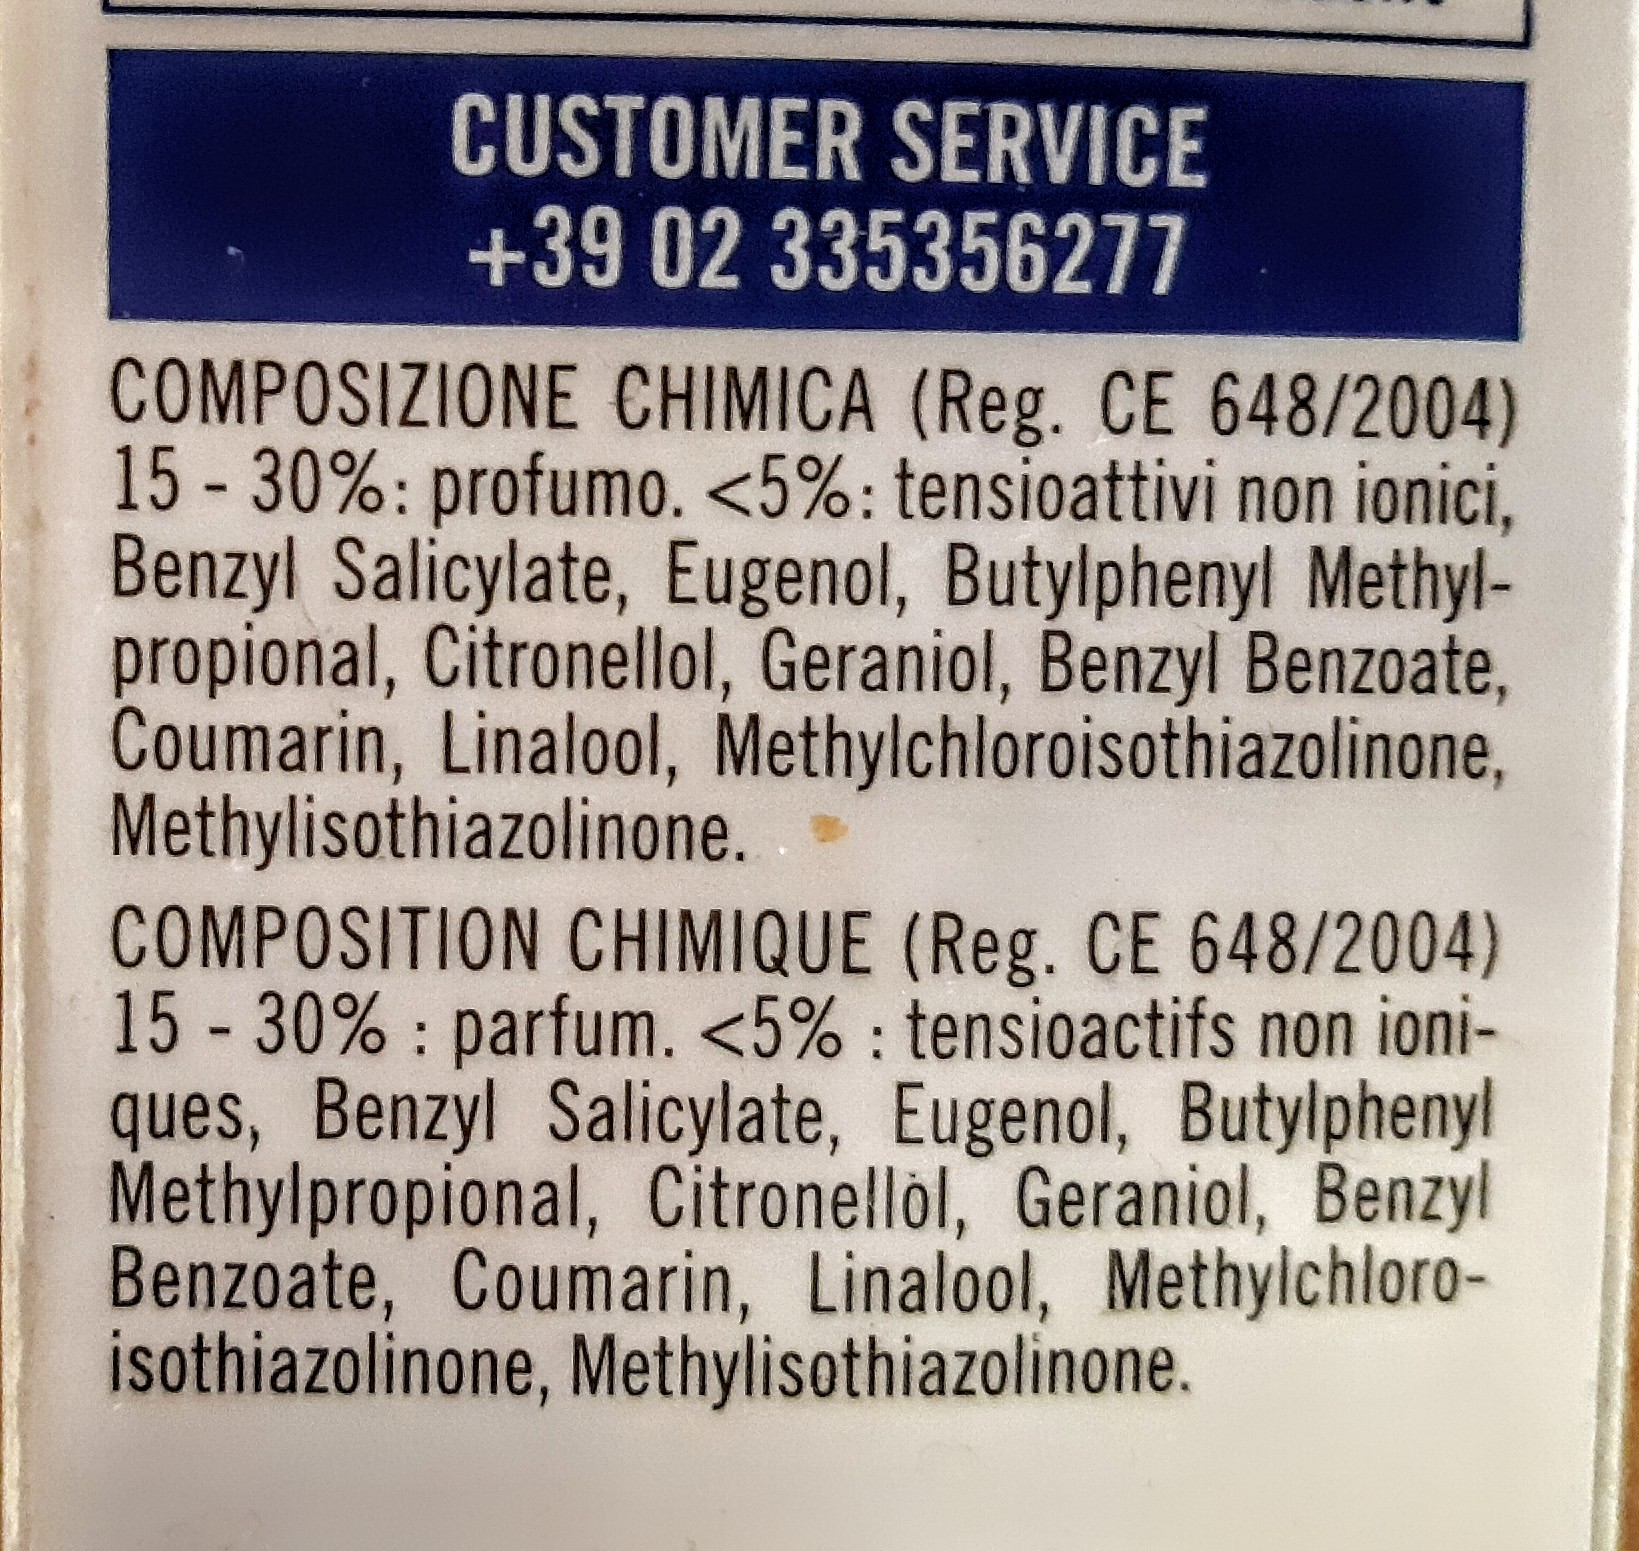 CUSTOMER SERVICE
+39 02 335356277
COMPOSIZIONE CHIMICA (Reg. CE 648/2004)
15 - 30%: profumo. <5%: tensioattivi non ionici,
Benzyl Salicylate, Eugenol, Butylphenyl Methyl-
propional, Citronellol, Geraniol, Benzyl Benzoate,
Coumarin, Linalool, Methylchloroisothiazolinone,
Methylisothiazolinone.
COMPOSITION CHIMIQUE (Reg. CE 648/2004)
15 - 30% : parfum. <5% : tensioactifs non ioni-
ques, Benzyl Salicylate, Eugenol, Butylphenyl
Methylpropional, Citronellol, Geraniol, Benzyl
Benzoate, Coumarin, Linalool, Methylchloro-
isothiazolinone, Methylisothiazolinone.